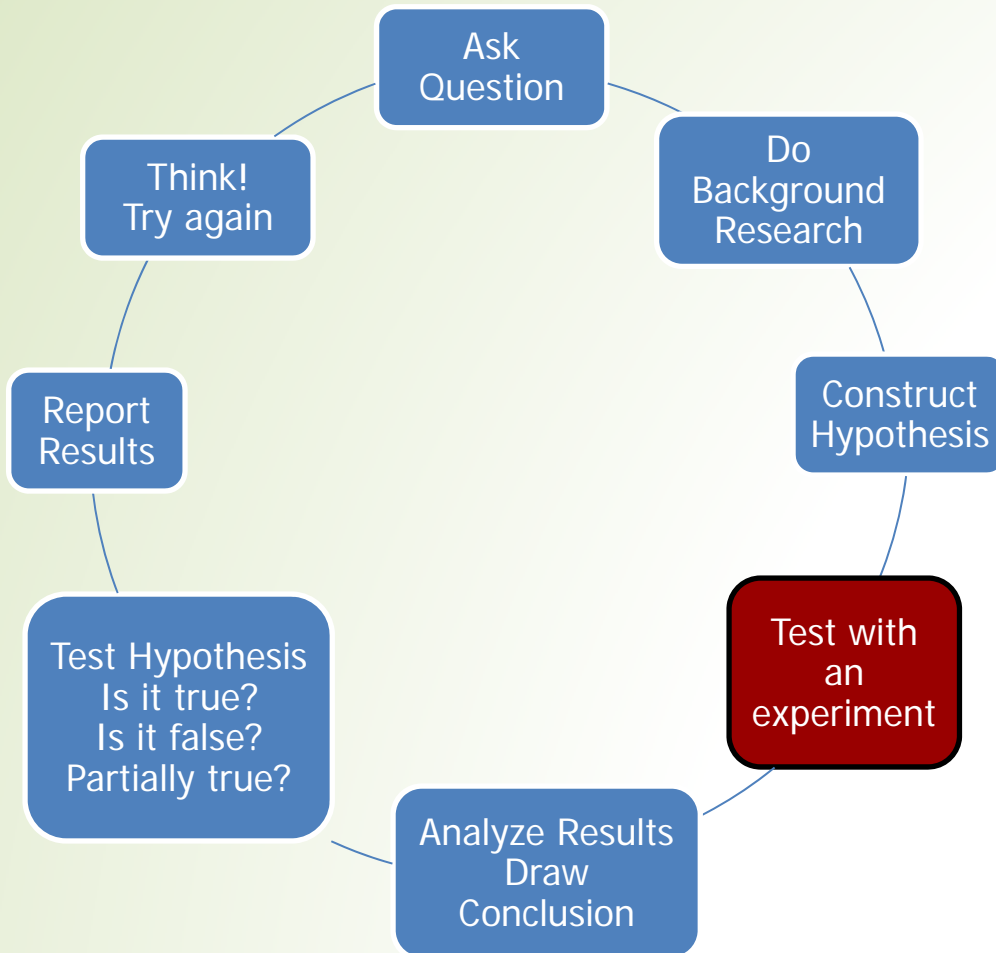 Ask
Question
Do
Background
Research
Construct
Hypothesis
Test with
an
experiment
Analyze Results
Draw
Conclusion
Test Hypothesis
Is it true?
Is it false?
Partially true?
Report
Results
Think!
Try again